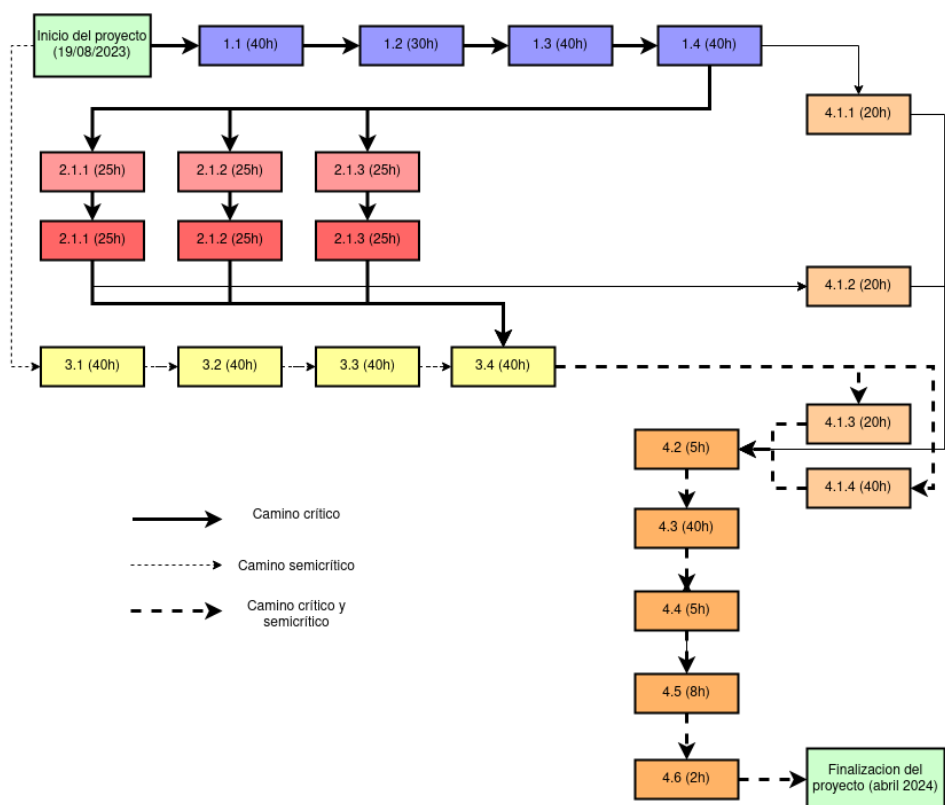 Inicio del proyecto
(19/08/2023)
1.1 (40h)
1.2 (30h)
1.3 (40h)
1.4 (40h)
4.1.1 (20h)
2.1.1 (25h)
2.1.2 (25h)
2.1.3 (25h)
2.1.1 (25h)
2.1.2 (25h)
2.1.3 (25h)
4.1.2 (20h)
3.1 (40h)
3.2 (40h)
3.3 (40h)
3.4 (40h)
4.1.3 (20h)
4.2 (5h)
4.1.4 (40h)
Camino crítico
4.3 (40h)
Camino semicrítico
Camino crítico y
semicrítico
4.4 (5h)
4.5 (8h)
4.6 (2h)
Finalizacion del
proyecto (abril 2024)